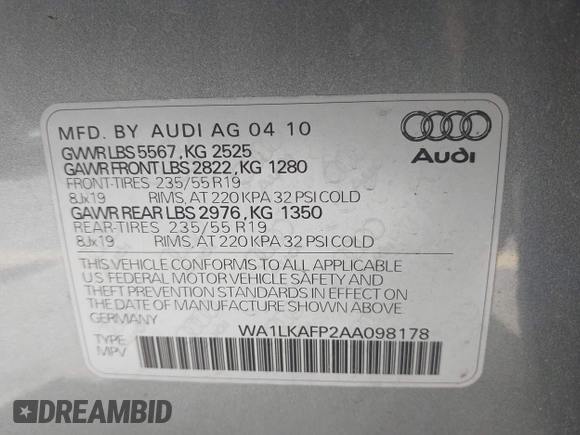 MFD. BY AUDI AG 04 10
GVWR LBS 5567, KG 2525
GAWR FRONT LBS 2822, KG 1280
FRONT-TIRES 235/55 R19
8Jx19 RIMS, AT 220 KPA 32 PSI COLD
GAWR REAR LBS 2976, KG 1350
REAR-TIRES 235/55 R19
8Jx19 RIMS, AT 220 KPA 32 PSI COLD
Audi
THIS VEHICLE CONFORMS TO ALL APPLICABLE
U.S FEDERAL MOTOR VEHICLE SAFETY AND
THEFT PREVENTION STANDARDS IN EFFECT ON
THE DATE OF MANUFACTURE SHOWN ABOVE.
GERMANY
WA1LKAFP2AA098178
TYPE
MPV
DREAMBID